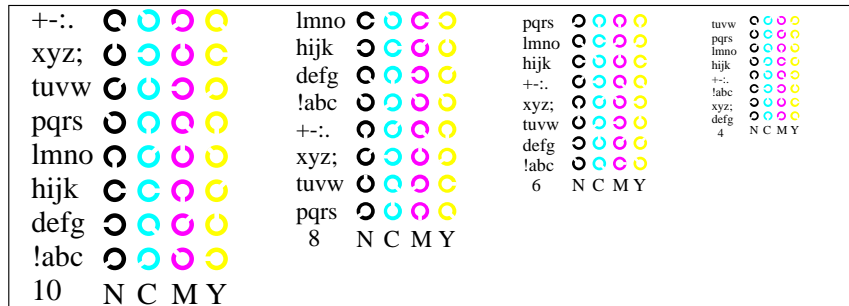 +-:.
xyz;
tuvw
pqrs
lmno
hijk
defg
!abc
10 N C M Y
lmno
hijk
defg
!abc
+-:.
xyz;
tuvw
pqrs
8 N C M Y
pqrs
lmno
hijk
+-:.
xyz;
tuvw
defg
!abc
6 N C M Y
tuvw
pqrs
lmno
hijk
+-:.
!abc
xyz;
defg
4 N C M Y